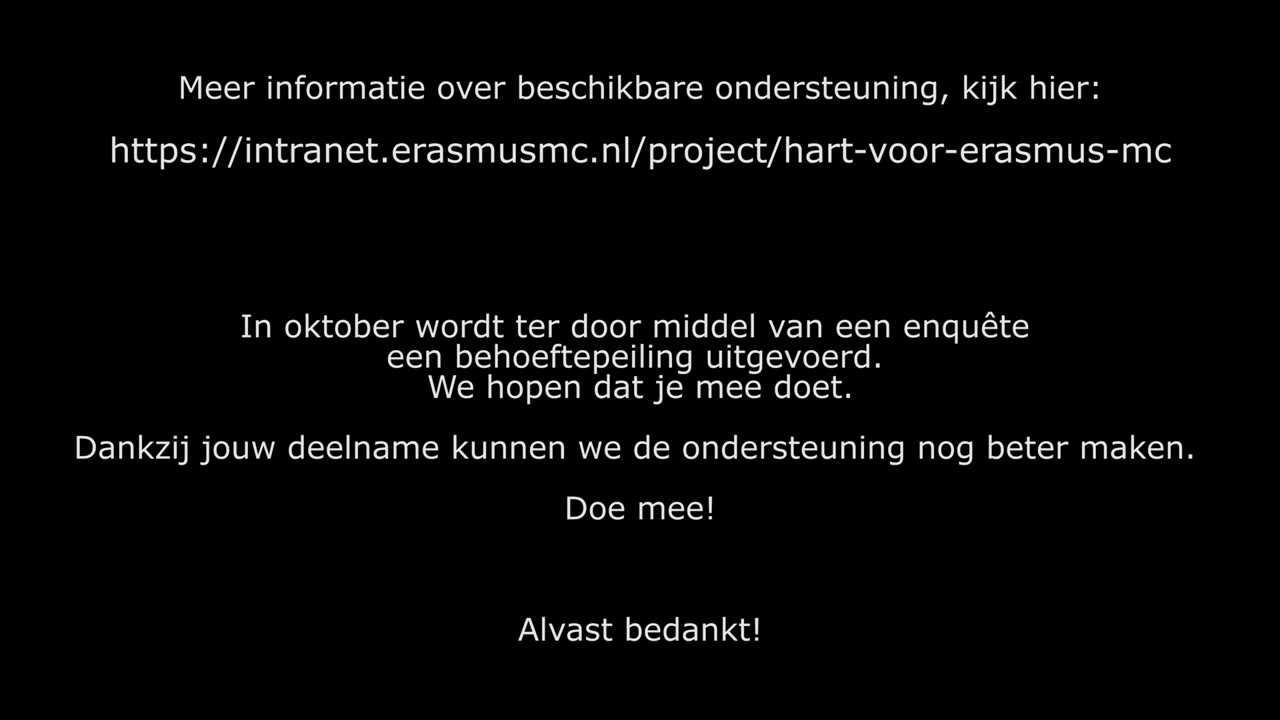 Meer informatie over beschikbare ondersteuning, kijk hier:
https://intranet.erasmusmc.nl/project/hart-voor-erasmus-mc
In oktober wordt ter door middel van een enquête
een behoeftepeiling uitgevoerd.
We hopen dat je mee doet.
Dankzij jouw deelname kunnen we de ondersteuning nog beter maken.
Doe mee!
Alvast bedankt!